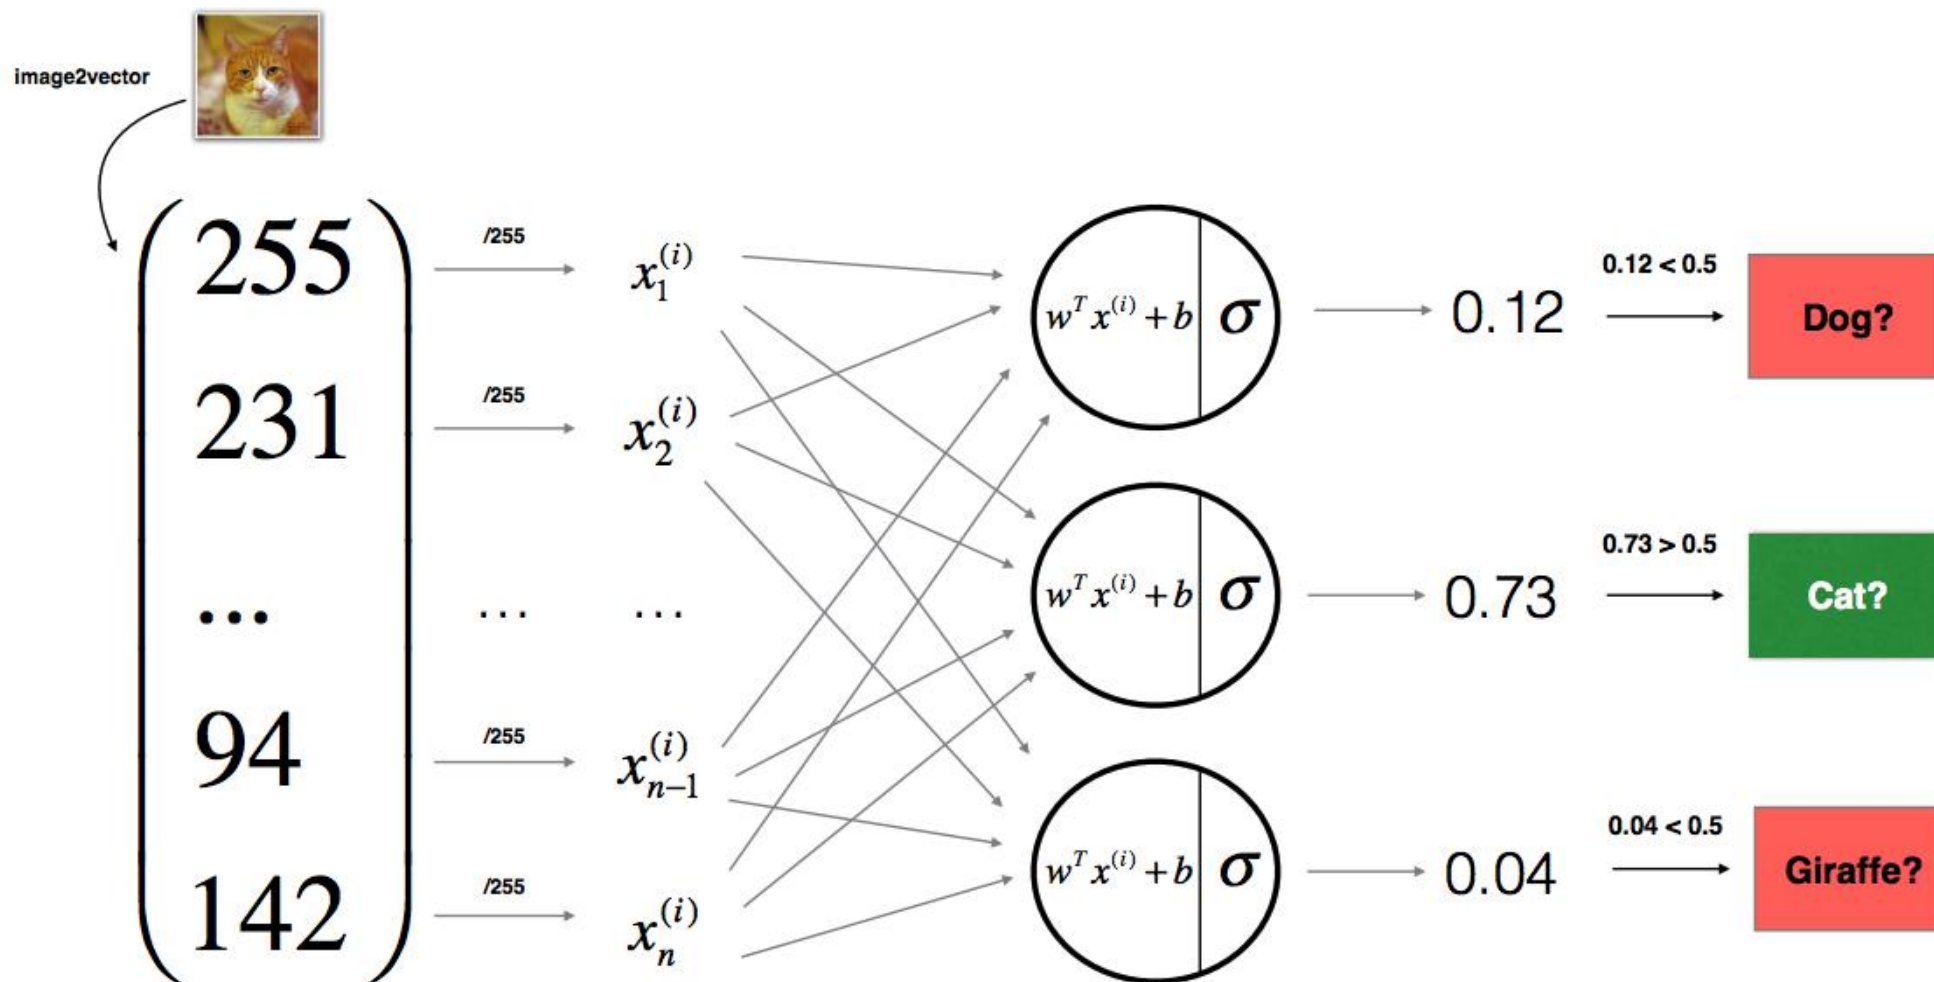 image2vector
255
231
...
94
142
/255
/255
...
/255
/255
x_1^{(i)}
x_2^{(i)}
...
x_{n-1}^{(i)}
x_n^{(i)}
w^T x^{(i)} + b σ
0.12
0.12 < 0.5
Dog?
w^T x^{(i)} + b σ
0.73
0.73 > 0.5
Cat?
w^T x^{(i)} + b σ
0.04
0.04 < 0.5
Giraffe?